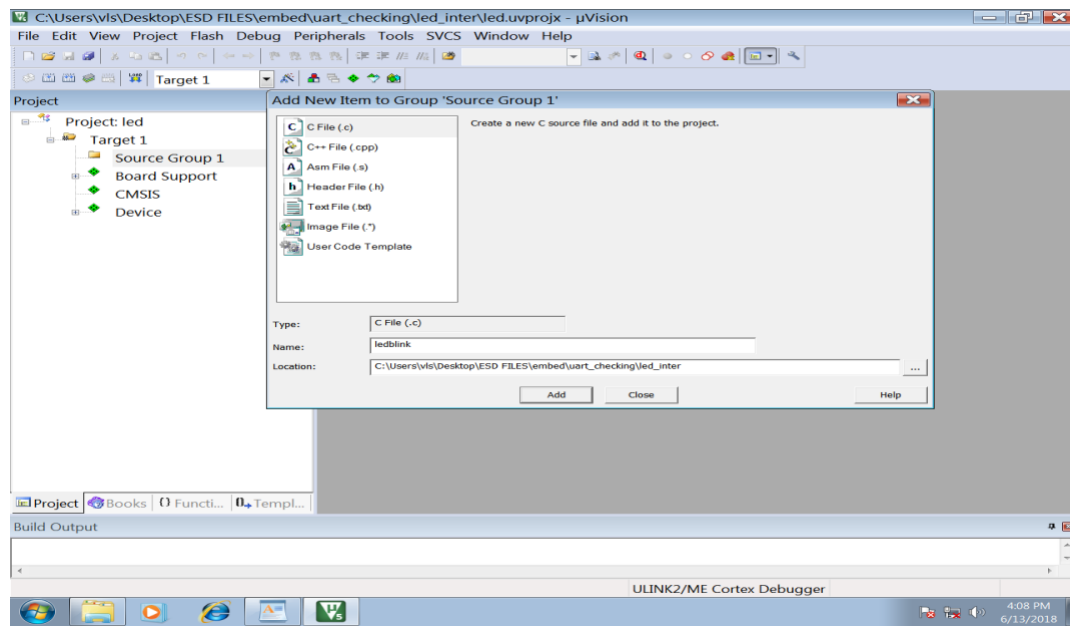 C:\Users\vls\Desktop\ESD FILES\embed\uart_checking\led_inter\led.uvprojx - µVision
File Edit View Project Flash Debug Peripherals Tools SVCS Window Help
Target 1
Project
Project: led
Target 1
Source Group 1
Board Support
CMSIS
Device
Add New Item to Group 'Source Group 1'
C File (.c)
C++ File (.cpp)
Asm File (.s)
Header File (.h)
Text File (.txt)
Image File (.*)
User Code Template
Create a new C source file and add it to the project.
Type: C File (.c)
Name: ledblink
Location: C:\Users\vls\Desktop\ESD FILES\embed\uart_checking\led_inter ...
Add Close Help
Project Books {} Functi... Templ...
Build Output
ULINK2/ME Cortex Debugger
4:08 PM
6/13/2018